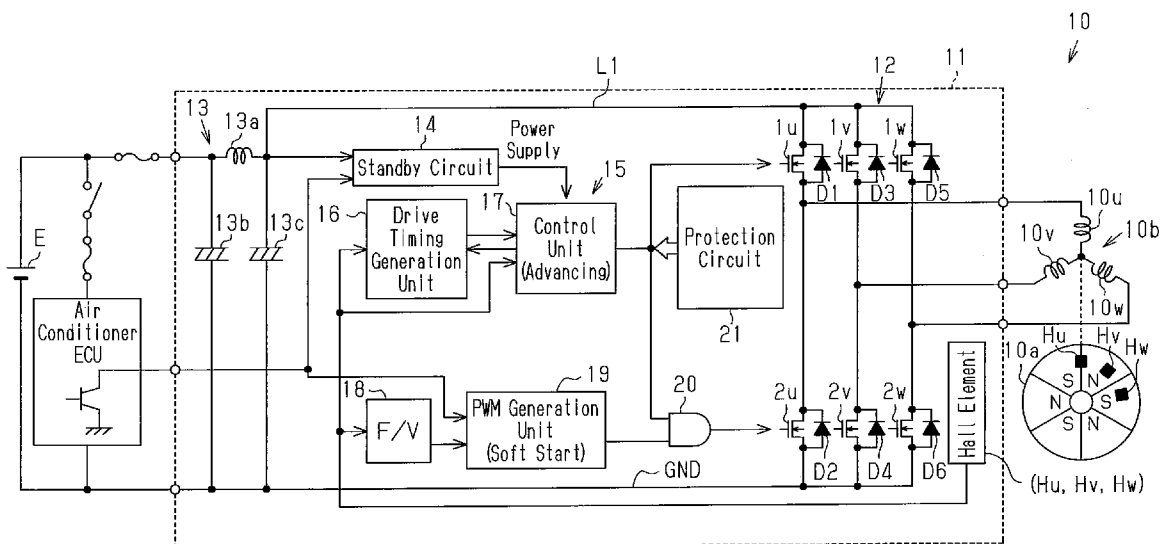 10
11
L1
12
13
13a
14
Standby Circuit
Power
Supply
15
1u
1v
1w
D1
D3
D5
16
Drive
Timing
Generation
Unit
17
Control
Unit
(Advancing)
Protection
Circuit
21
10u
10v
10b
10w
E
13b
13c
Air
Conditioner
ECU
Hu
Hv
Hw
10a
S
N
S
N
S
N
18
F/V
19
PWM Generation
Unit
(Soft Start)
20
2u
2v
2w
D2
D4
D6
Hall Element
GND
(Hu, Hv, Hw)